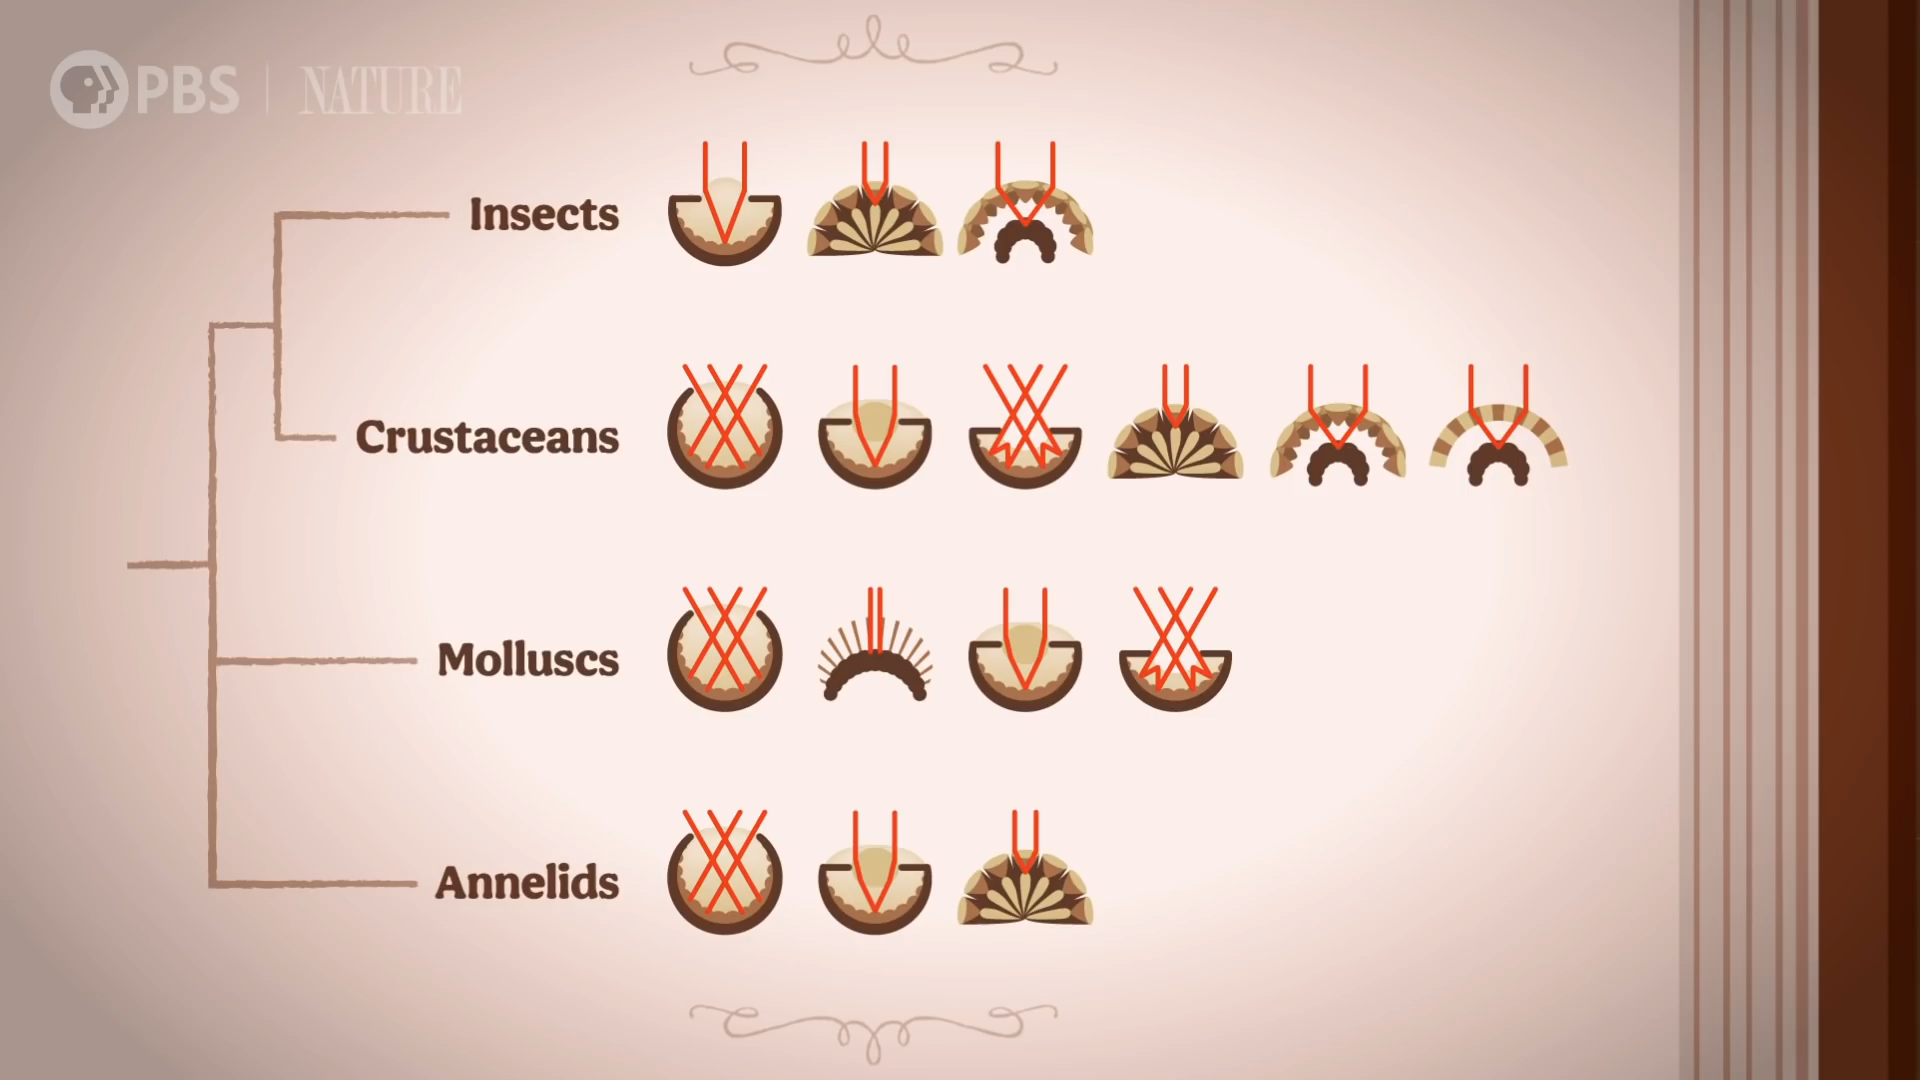 PBS | NATURE
Insects
Crustaceans
Molluscs
Annelids